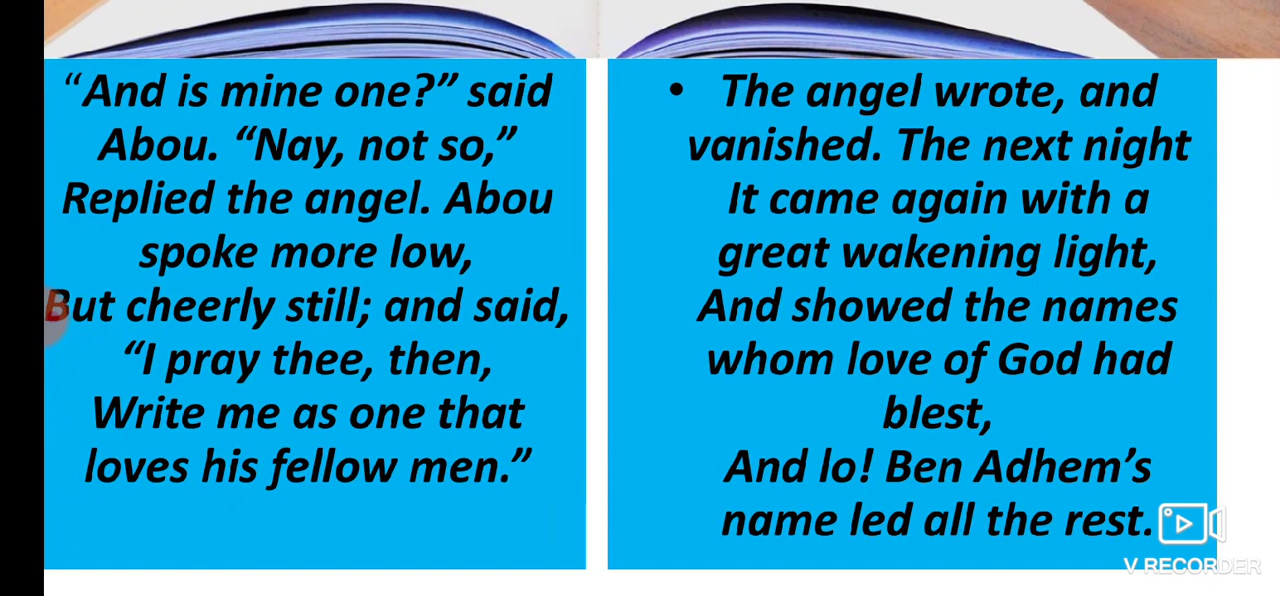 “And is mine one?” said
Abou. “Nay, not so,”
Replied the angel. Abou
spoke more low,
But cheerly still; and said,
“I pray thee, then,
Write me as one that
loves his fellow men.”
• The angel wrote, and
vanished. The next night
It came again with a
great wakening light,
And showed the names
whom love of God had
blest,
And lo! Ben Adhem’s
name led all the rest.
V RECORDER